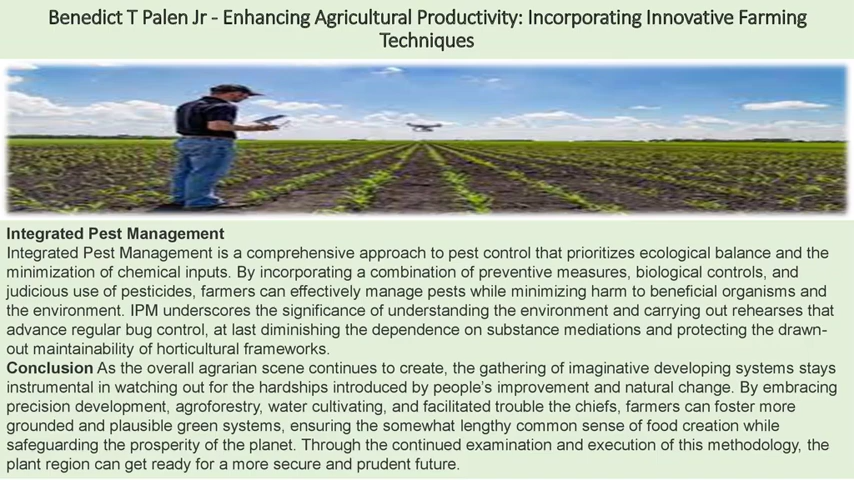 Benedict T Palen Jr - Enhancing Agricultural Productivity: Incorporating Innovative Farming
Techniques
Integrated Pest Management
Integrated Pest Management is a comprehensive approach to pest control that prioritizes ecological balance and the
minimization of chemical inputs. By incorporating a combination of preventive measures, biological controls, and
judicious use of pesticides, farmers can effectively manage pests while minimizing harm to beneficial organisms and
the environment. IPM underscores the significance of understanding the environment and carrying out rehearses that
advance regular bug control, at last diminishing the dependence on substance mediations and protecting the drawn-
out maintainability of horticultural frameworks.
Conclusion As the overall agrarian scene continues to create, the gathering of imaginative developing systems stays
instrumental in watching out for the hardships introduced by people's improvement and natural change. By embracing
precision development, agroforestry, water cultivating, and facilitated trouble the chiefs, farmers can foster more
grounded and plausible green systems, ensuring the somewhat lengthy common sense of food creation while
safeguarding the prosperity of the planet. Through the continued examination and execution of this methodology, the
plant region can get ready for a more secure and prudent future.